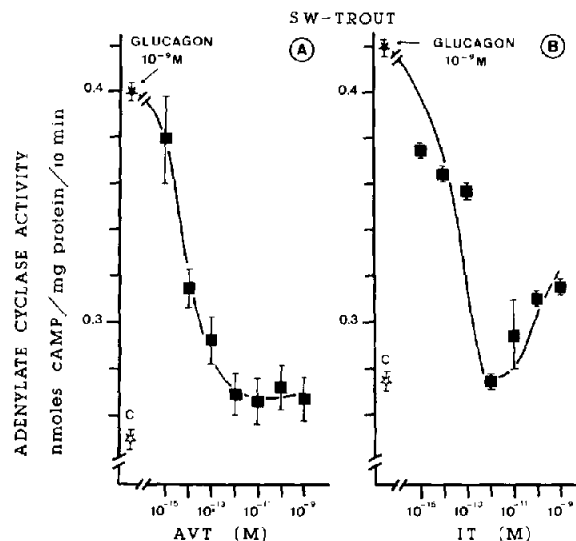 SW-TROUT
GLUCAGON
10⁻⁹M
A
GLUCAGON
10⁻⁹M
B
ADENYLATE CYCLASE ACTIVITY
nmoles cAMP/mg protein/10 min
0.4
0.3
C
0.4
0.3
C
10⁻¹⁵ 10⁻¹³ 10⁻¹¹ 10⁻⁹
AVT (M)
10⁻¹⁵ 10⁻¹³ 10⁻¹¹ 10⁻⁹
IT (M)